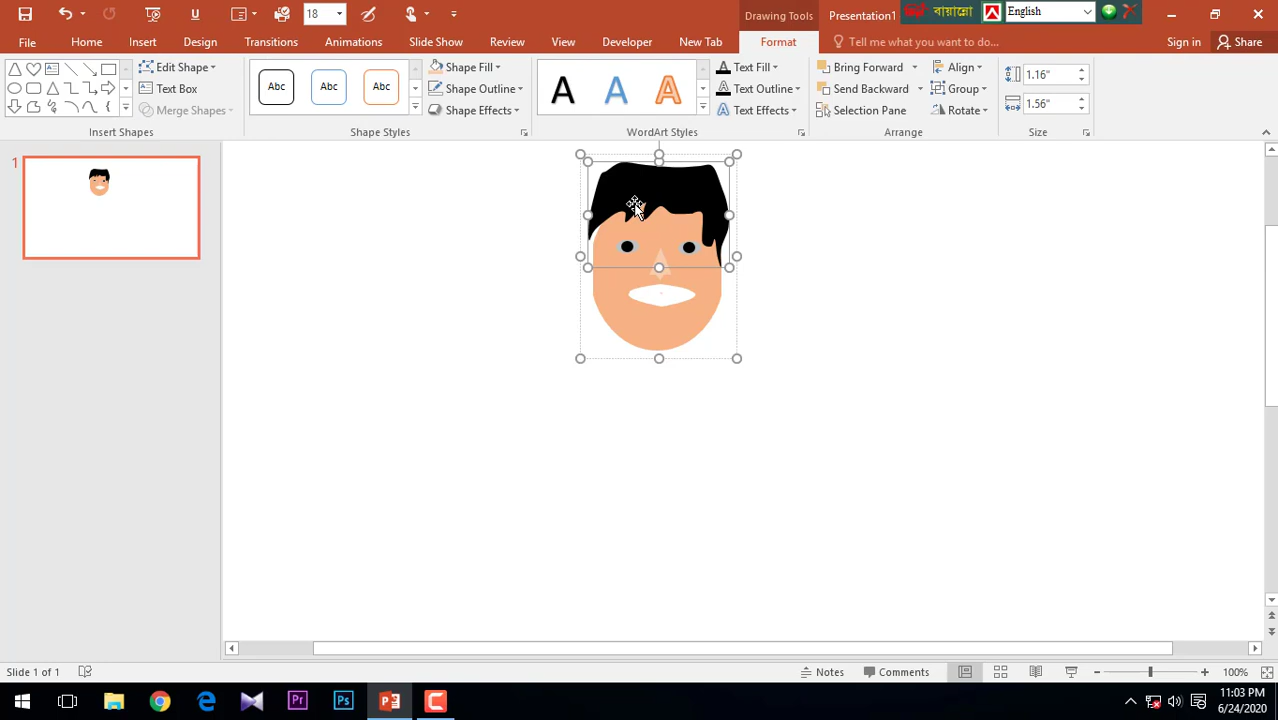 18
Drawing Tools
Presentation1
বায়ান্নো
English
File
Home
Insert
Design
Transitions
Animations
Slide Show
Review
View
Developer
New Tab
Format
Tell me what you want to do...
Sign in
Share
Edit Shape
Text Box
Merge Shapes
Insert Shapes
Abc
Abc
Abc
Shape Fill
Shape Outline
Shape Effects
Shape Styles
A
A
A
Text Fill
Text Outline
Text Effects
WordArt Styles
Bring Forward
Send Backward
Selection Pane
Align
Group
Rotate
Arrange
1.16"
1.56"
Size
1
Slide 1 of 1
Notes
Comments
100%
Pr
Ps
11:03 PM
6/24/2020